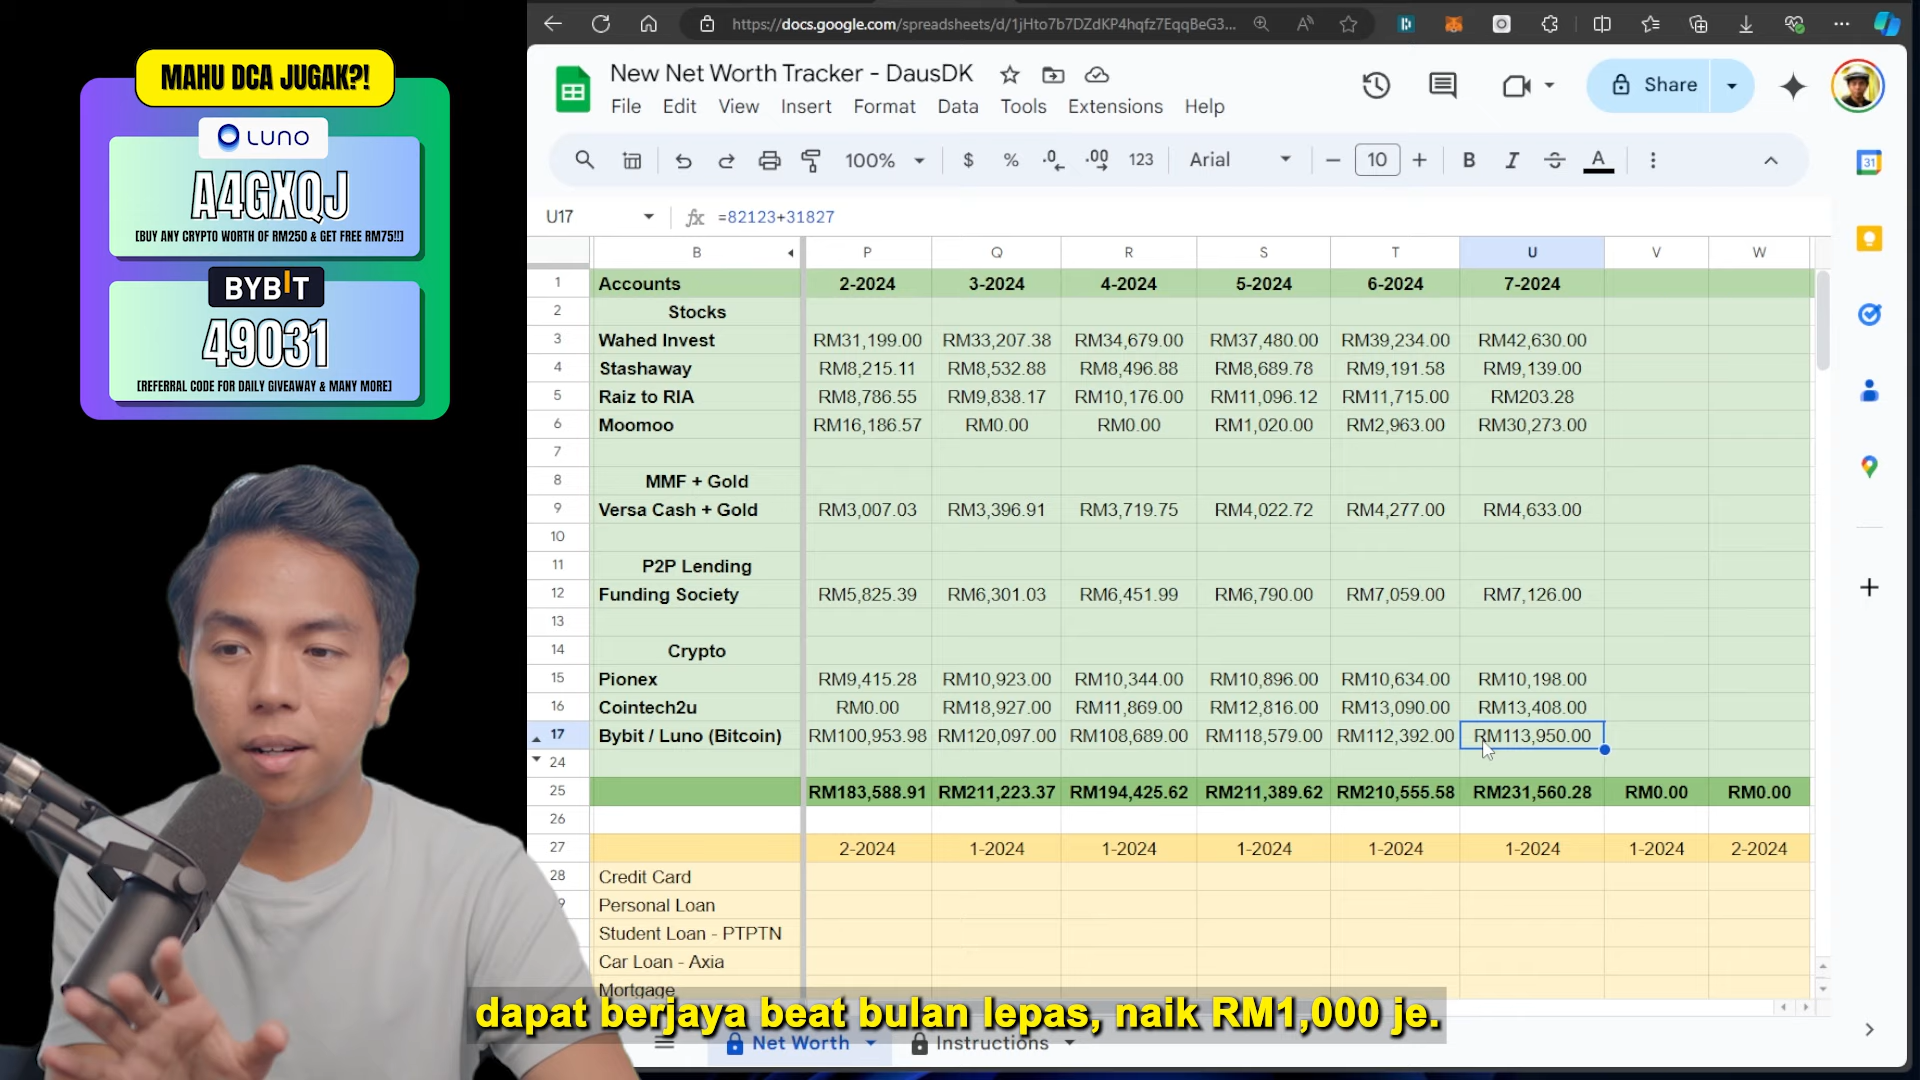 MAHU DCA JUGAK?!
LUNO
A4GXQJ
[BUY ANY CRYPTO WORTH OF RM250 & GET FREE RM75!!]
BYBIT
49031
[REFERRAL CODE FOR DAILY GIVEAWAY & MANY MORE]
https://docs.google.com/spreadsheets/d/1jHto7b7DZdKP4hqfz7EqqBeG3...
New Net Worth Tracker - DausDK
File Edit View Insert Format Data Tools Extensions Help
Share
100% $ % .0 .00 123 Arial 10 B I S A
U17 fx =82123+31827
B P Q R S T U V W
1 Accounts 2-2024 3-2024 4-2024 5-2024 6-2024 7-2024
2 Stocks
3 Wahed Invest RM31,199.00 RM33,207.38 RM34,679.00 RM37,480.00 RM39,234.00 RM42,630.00
4 Stashaway RM8,215.11 RM8,532.88 RM8,496.88 RM8,689.78 RM9,191.58 RM9,139.00
5 Raiz to RIA RM8,786.55 RM9,838.17 RM10,176.00 RM11,096.12 RM11,715.00 RM203.28
6 Moomoo RM16,186.57 RM0.00 RM0.00 RM1,020.00 RM2,963.00 RM30,273.00
7
8 MMF + Gold
9 Versa Cash + Gold RM3,007.03 RM3,396.91 RM3,719.75 RM4,022.72 RM4,277.00 RM4,633.00
10
11 P2P Lending
12 Funding Society RM5,825.39 RM6,301.03 RM6,451.99 RM6,790.00 RM7,059.00 RM7,126.00
13
14 Crypto
15 Pionex RM9,415.28 RM10,923.00 RM10,344.00 RM10,896.00 RM10,634.00 RM10,198.00
16 Cointech2u RM0.00 RM18,927.00 RM11,869.00 RM12,816.00 RM13,090.00 RM13,408.00
17 Bybit / Luno (Bitcoin) RM100,953.98 RM120,097.00 RM108,689.00 RM118,579.00 RM112,392.00 RM113,950.00
24
25 RM183,588.91 RM211,223.37 RM194,425.62 RM211,389.62 RM210,555.58 RM231,560.28 RM0.00 RM0.00
26
27 2-2024 1-2024 1-2024 1-2024 1-2024 1-2024 1-2024 2-2024
28 Credit Card
Personal Loan
Student Loan - PTPTN
Car Loan - Axia
Mortgage
dapat berjaya beat bulan lepas, naik RM1,000 je.
Net Worth Instructions
31